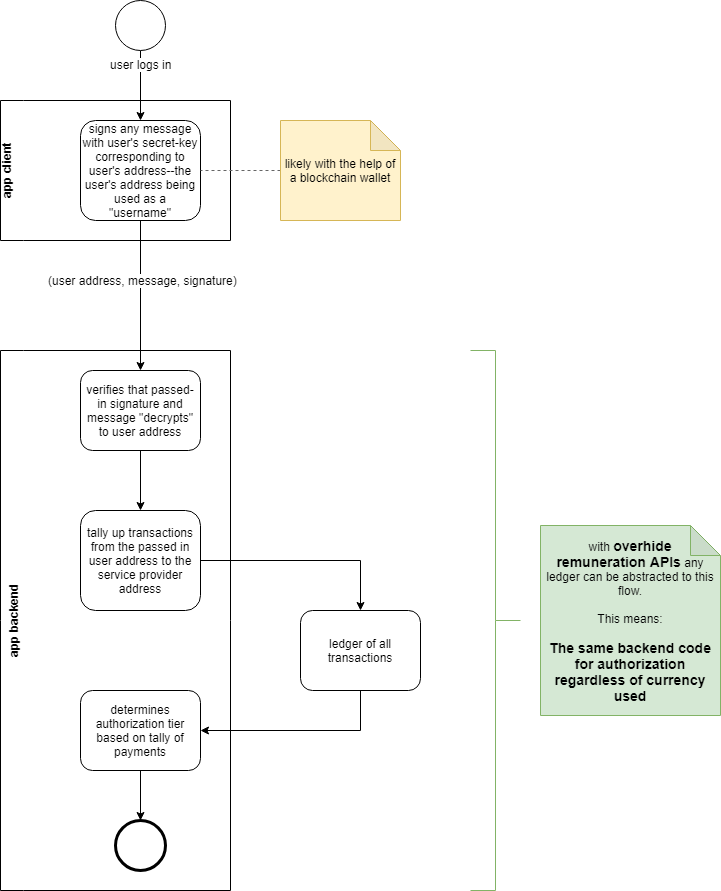 user logs in
app client
signs any message
with user's secret-key
corresponding to
user's address--the
user's address being
used as a
"username"
likely with the help of
a blockchain wallet
(user address, message, signature)
app backend
verifies that passed-
in signature and
message "decrypts"
to user address
tally up transactions
from the passed in
user address to the
service provider
address
ledger of all
transactions
determines
authorization tier
based on tally of
payments
with overhide
remuneration APIs any
ledger can be abstracted to this
flow.
This means:
The same backend code
for authorization
regardless of currency
used